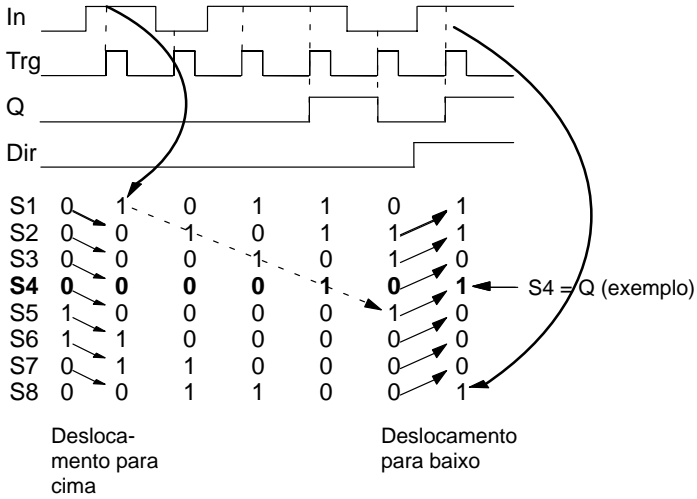 In
Trg
Q
Dir
S1 0 1 0 1 1 0 1
S2 0 0 1 0 1 1 1
S3 0 0 0 1 0 1 0
S4 0 0 0 0 1 0 1 S4 = Q (exemplo)
S5 1 0 0 0 0 1 0
S6 1 1 0 0 0 0 0
S7 0 1 1 0 0 0 0
S8 0 0 1 1 0 0 1
Desloca-
mento para
cima
Deslocamento
para baixo